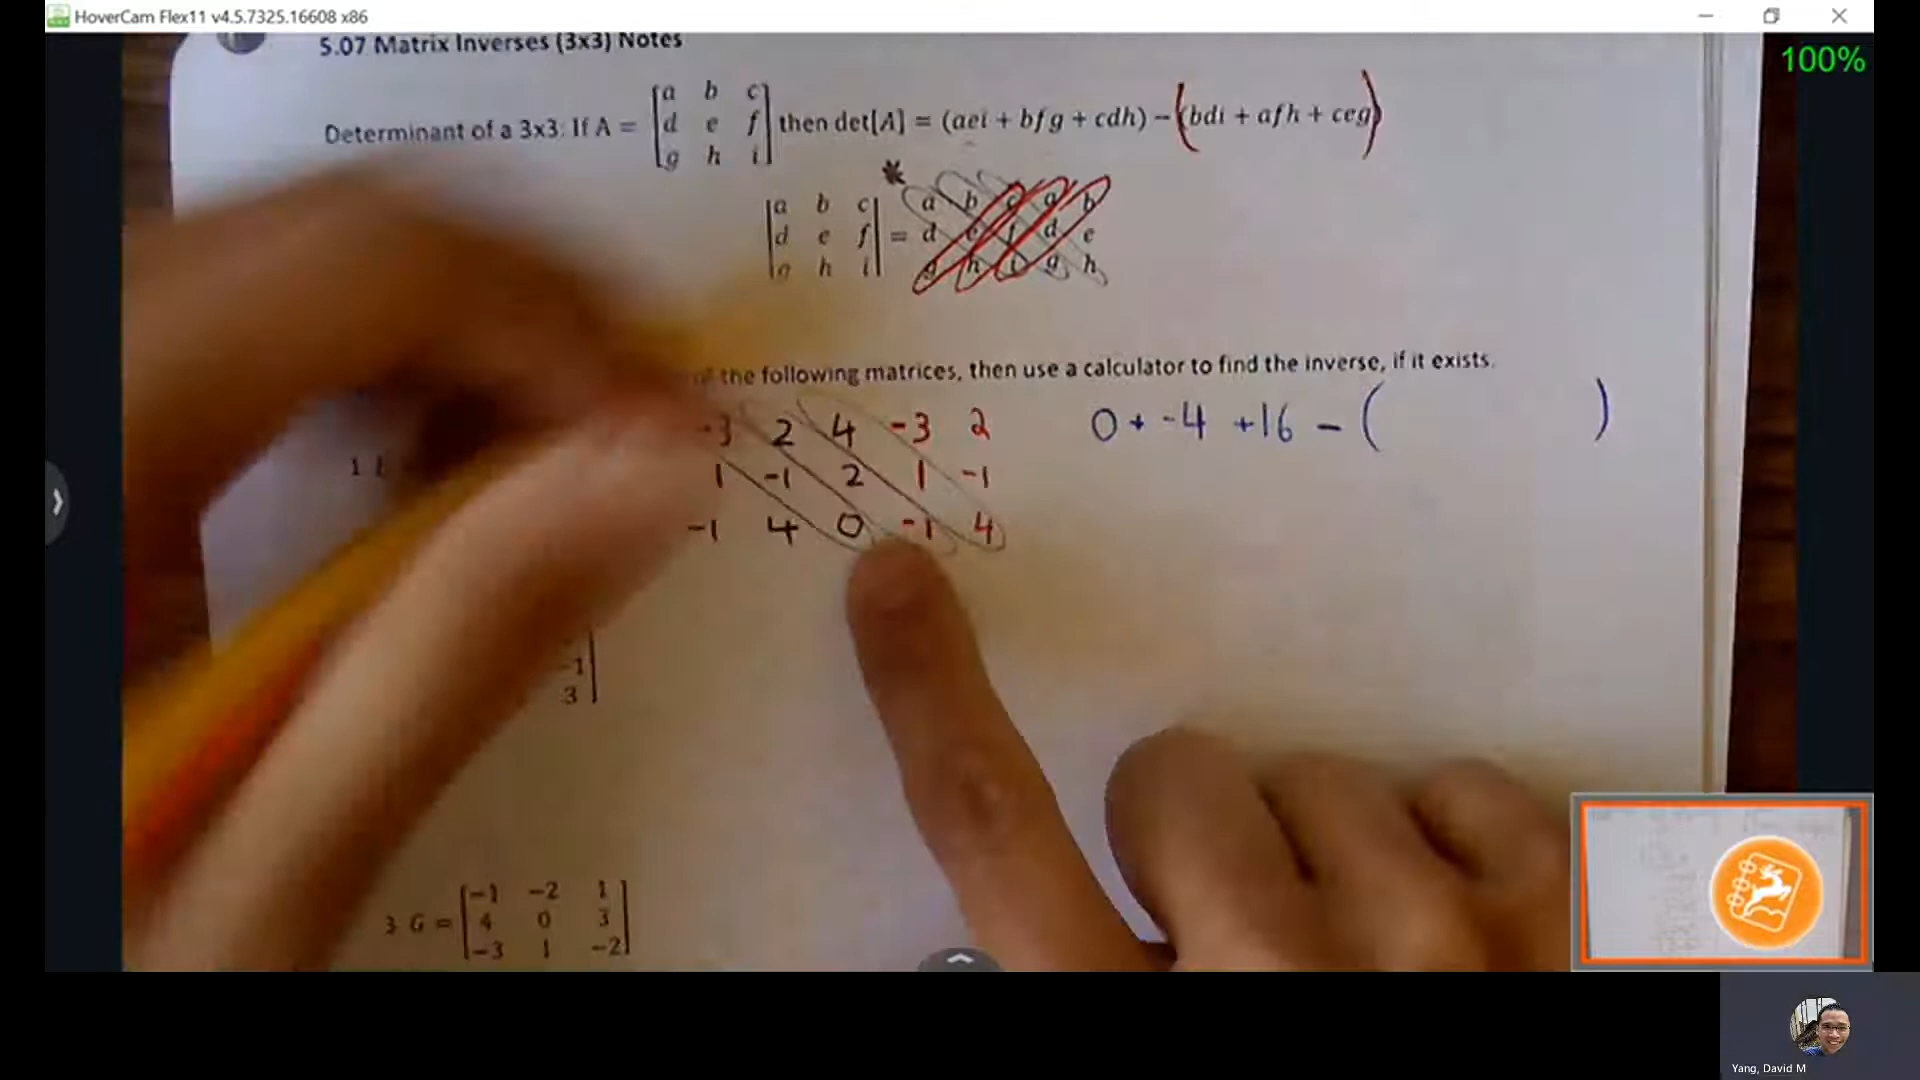 HoverCam Flex11 v4.5.7325.16608 x86
100%
5.07 Matrix Inverses (3x3) Notes
a b c
Determinant of a 3x3: If A = d e f then det[A] = (aei + bfg + cdh) − (bdi + afh + ceg)
g h i
*
a b c a b c a b
d e f = d e f d e
g h i g h i g h
of the following matrices, then use a calculator to find the inverse, if it exists.
-3 2 4 -3 2 0 + -4 +16 - ( )
1 -1 2 1 -1
-1 4 0 -1 4
−1
3
−1 −2 1
3 G = 4 0 3
−3 1 −2
Yang, David M